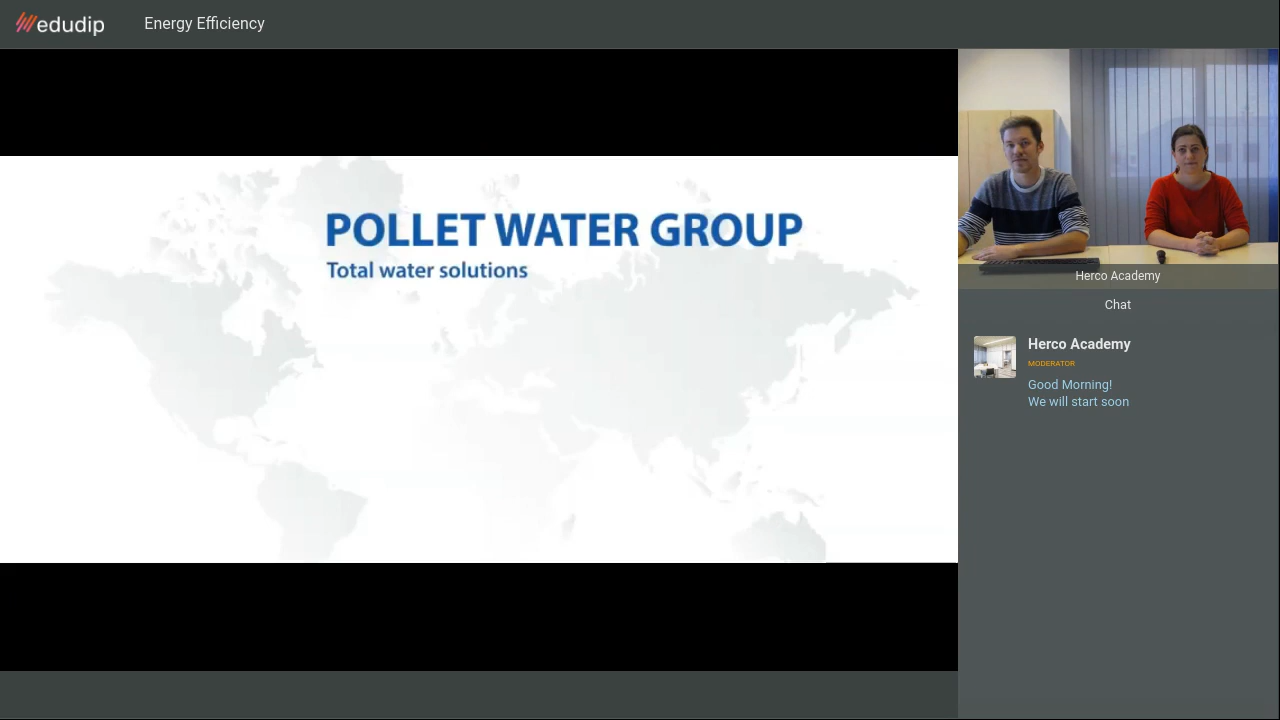 edudip
Energy Efficiency
POLLET WATER GROUP
Total water solutions
Herco Academy
Chat
Herco Academy
MODERATOR
Good Morning!
We will start soon